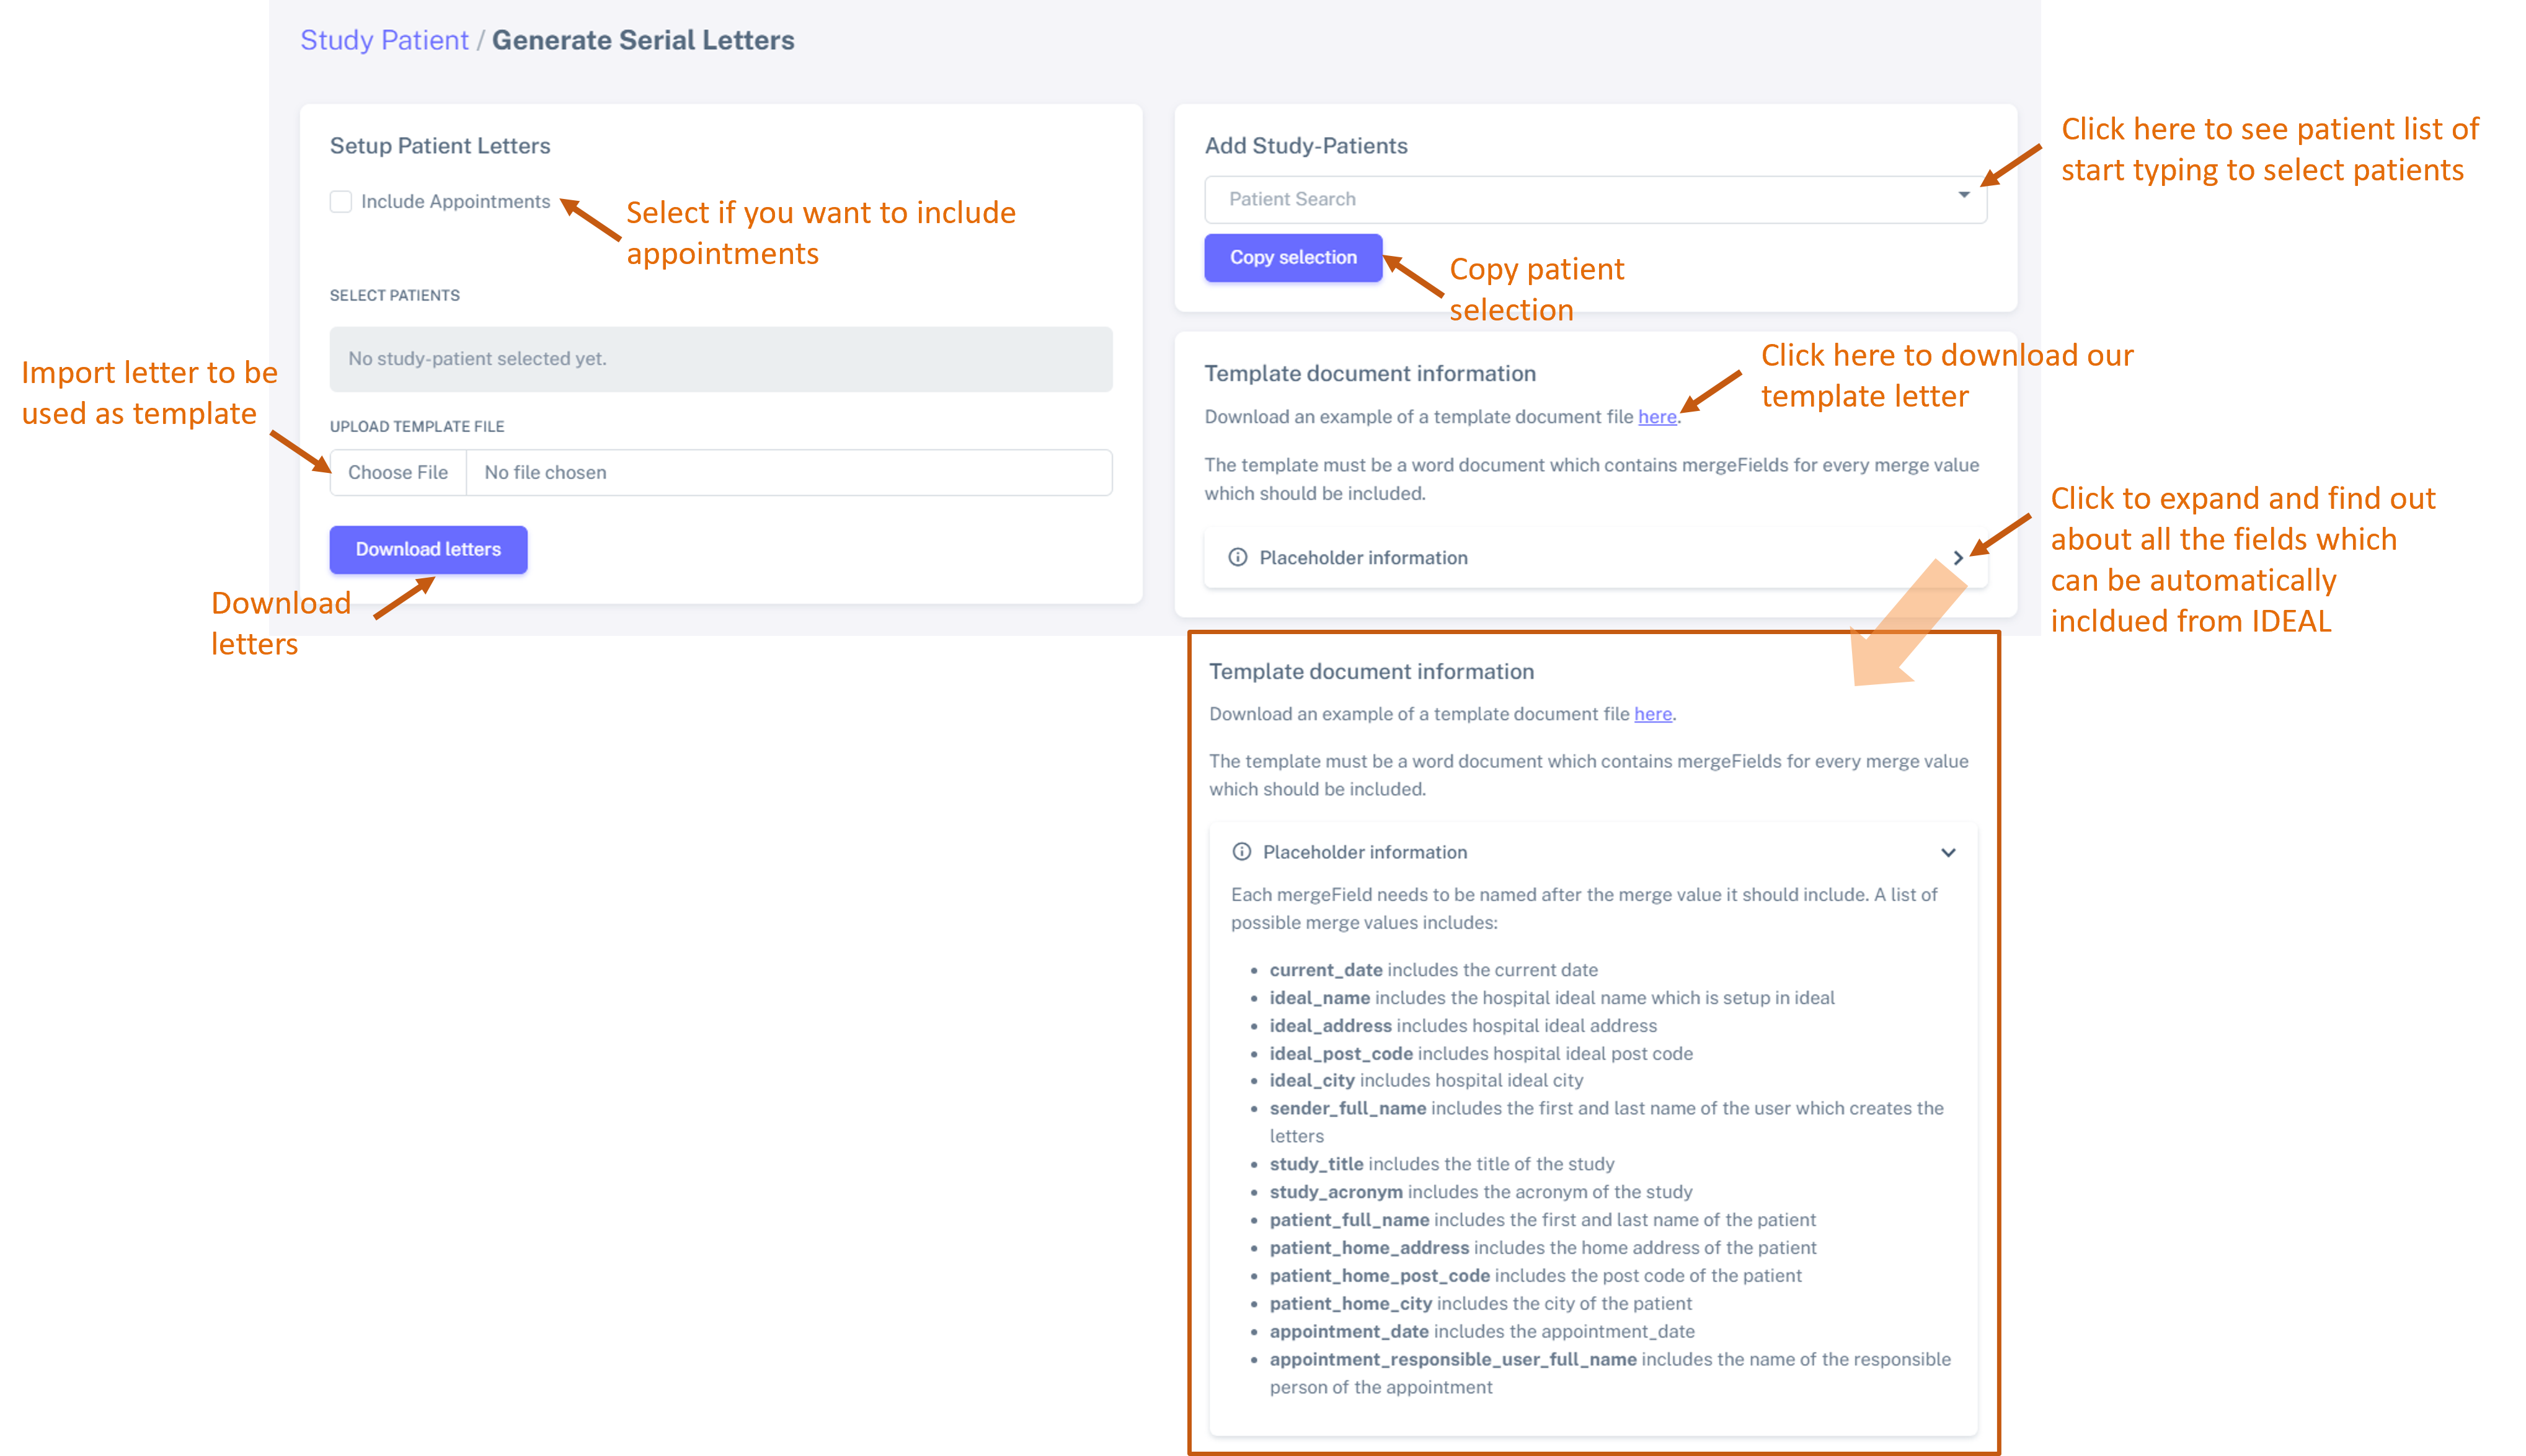 Study Patient / Generate Serial Letters
Setup Patient Letters
Include Appointments
Select if you want to include
appointments
SELECT PATIENTS
No study-patient selected yet.
Import letter to be
used as template
UPLOAD TEMPLATE FILE
Choose File No file chosen
Download letters
Download
letters
Add Study-Patients
Patient Search
Click here to see patient list of
start typing to select patients
Copy selection
Copy patient
selection
Template document information
Click here to download our
template letter
Download an example of a template document file here.
The template must be a word document which contains mergeFields for every merge value
which should be included.
Placeholder information
Click to expand and find out
about all the fields which
can be automatically
incldued from IDEAL
Template document information
Download an example of a template document file here.
The template must be a word document which contains mergeFields for every merge value
which should be included.
Placeholder information
Each mergeField needs to be named after the merge value it should include. A list of
possible merge values includes:
• current_date includes the current date
• ideal_name includes the hospital ideal name which is setup in ideal
• ideal_address includes hospital ideal address
• ideal_post_code includes hospital ideal post code
• ideal_city includes hospital ideal city
• sender_full_name includes the first and last name of the user which creates the
letters
• study_title includes the title of the study
• study_acronym includes the acronym of the study
• patient_full_name includes the first and last name of the patient
• patient_home_address includes the home address of the patient
• patient_home_post_code includes the post code of the patient
• patient_home_city includes the city of the patient
• appointment_date includes the appointment_date
• appointment_responsible_user_full_name includes the name of the responsible
person of the appointment